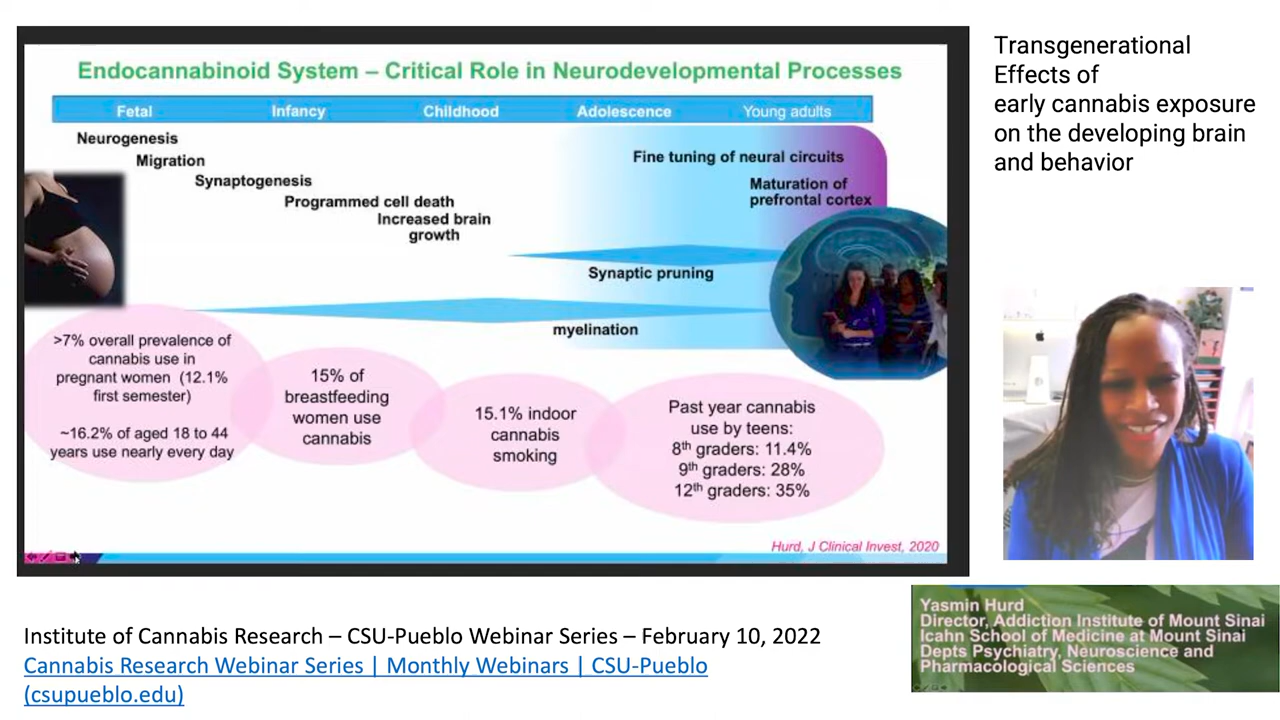 Endocannabinoid System – Critical Role in Neurodevelopmental Processes
Fetal Infancy Childhood Adolescence Young adults
Neurogenesis
Migration
Synaptogenesis
Programmed cell death
Increased brain
growth
Fine tuning of neural circuits
Maturation of
prefrontal cortex
Synaptic pruning
myelination
>7% overall prevalence of
cannabis use in
pregnant women (12.1%
first semester)
~16.2% of aged 18 to 44
years use nearly every day
15% of
breastfeeding
women use
cannabis
15.1% indoor
cannabis
smoking
Past year cannabis
use by teens:
8th graders: 11.4%
9th graders: 28%
12th graders: 35%
Hurd, J Clinical Invest, 2020
Transgenerational
Effects of
early cannabis exposure
on the developing brain
and behavior
Yasmin Hurd
Director, Addiction Institute of Mount Sinai
Icahn School of Medicine at Mount Sinai
Depts Psychiatry, Neuroscience and
Pharmacological Sciences
Institute of Cannabis Research – CSU-Pueblo Webinar Series – February 10, 2022
Cannabis Research Webinar Series | Monthly Webinars | CSU-Pueblo
(csupueblo.edu)